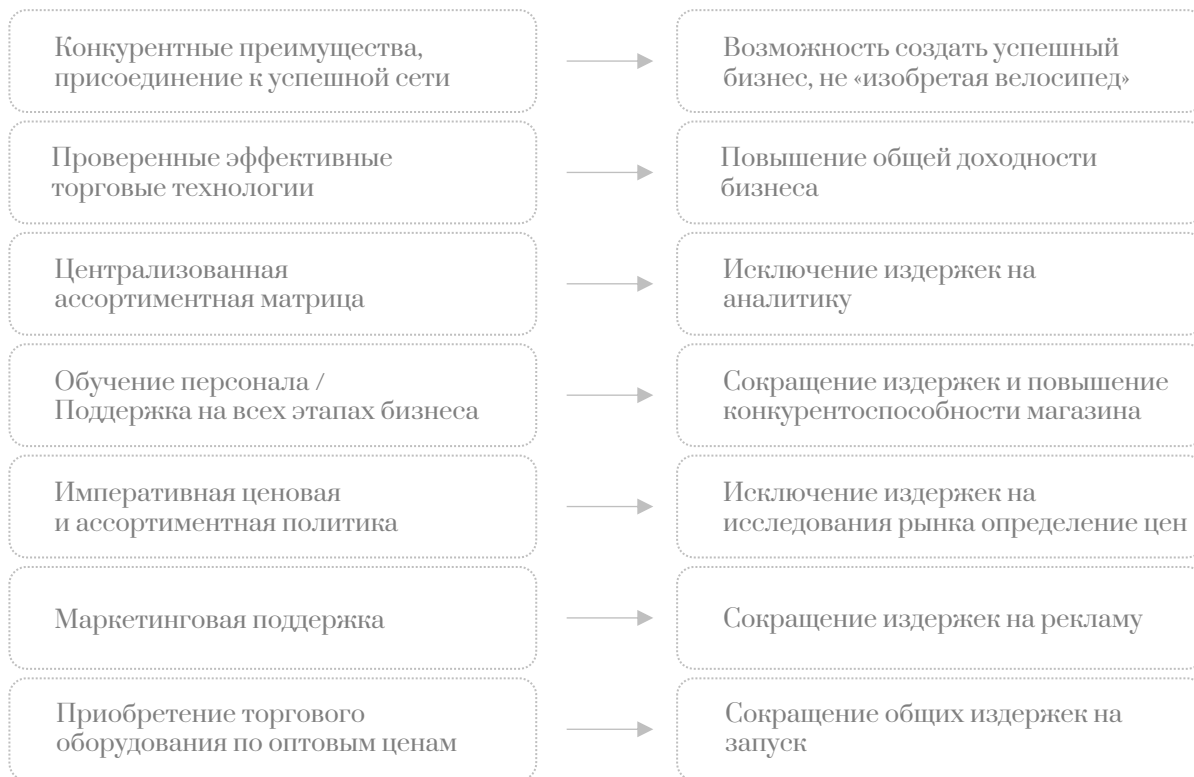 Конкурентные преимущества,
присоединение к успешной сети
Возможность создать успешный
бизнес, не «изобретая велосипед»
Проверенные эффективные
торговые технологии
Повышение общей доходности
бизнеса
Централизованная
ассортиментная матрица
Исключение издержек на
аналитику
Обучение персонала /
Поддержка на всех этапах бизнеса
Сокращение издержек и повышение
конкурентоспособности магазина
Императивная ценовая
и ассортиментная политика
Исключение издержек на
исследования рынка определение цен
Маркетинговая поддержка
Сокращение издержек на рекламу
Приобретение торгового
оборудования по оптовым ценам
Сокращение общих издержек на
запуск